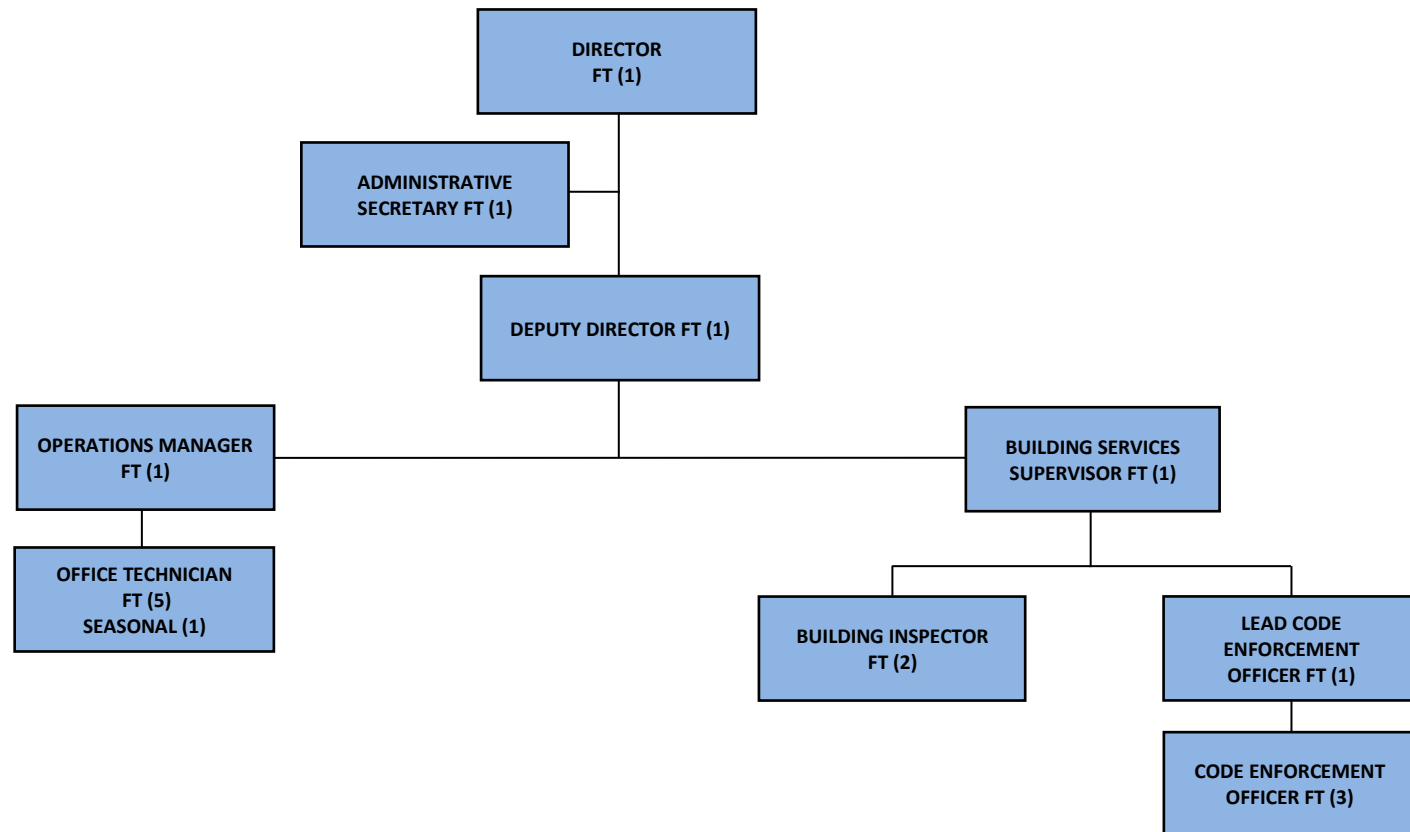 DIRECTOR
FT (1)
ADMINISTRATIVE
SECRETARY FT (1)
DEPUTY DIRECTOR FT (1)
OPERATIONS MANAGER
FT (1)
BUILDING SERVICES
SUPERVISOR FT (1)
OFFICE TECHNICIAN
FT (5)
SEASONAL (1)
BUILDING INSPECTOR
FT (2)
LEAD CODE
ENFORCEMENT
OFFICER FT (1)
CODE ENFORCEMENT
OFFICER FT (3)